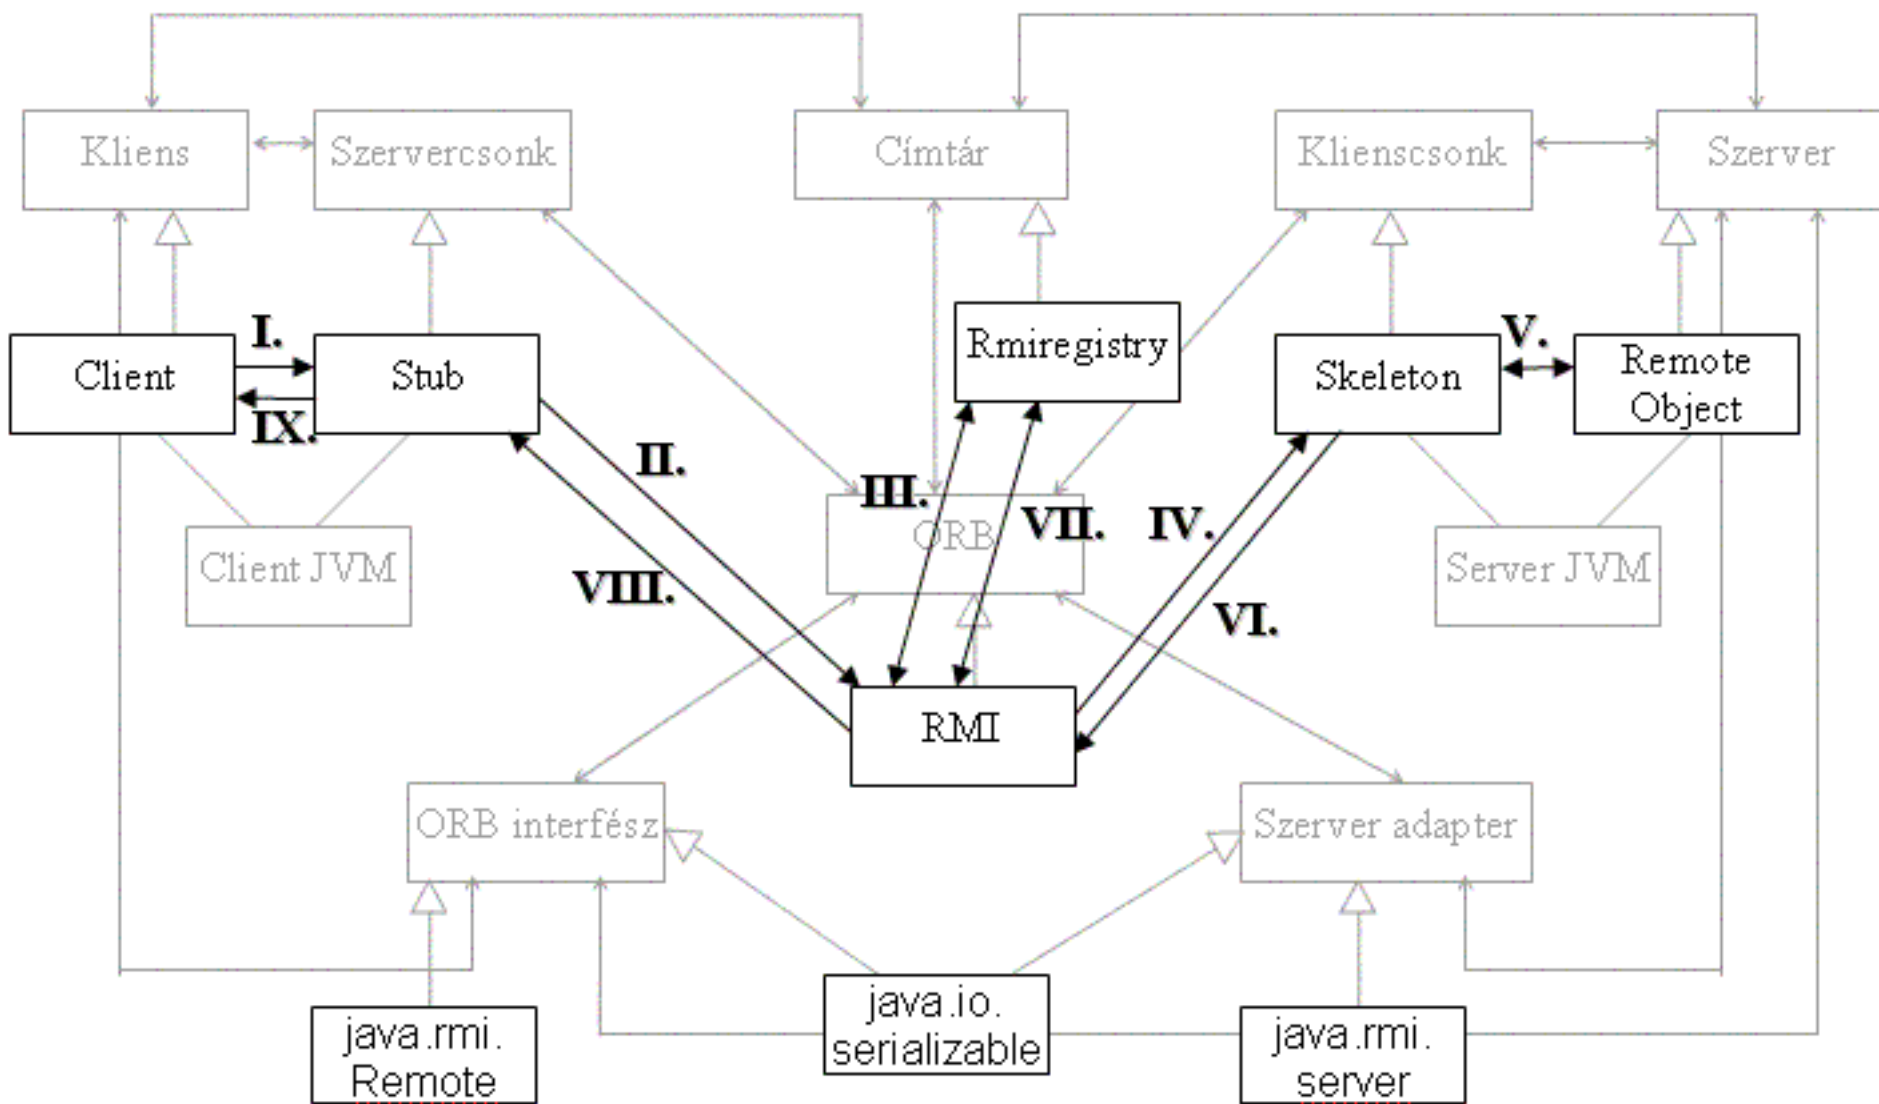 Kliens
Szervercsonk
Címtár
Klienscsonk
Szerver
I.
Client
Stub
IX.
Rmiregistry
V.
Skeleton
Remote
Object
II.
III.
ORB
VII.
IV.
Client JVM
VIII.
Server JVM
VI.
RMI
ORB interfész
Szerver adapter
java.rmi.
Remote
java.io.
serializable
java.rmi.
server